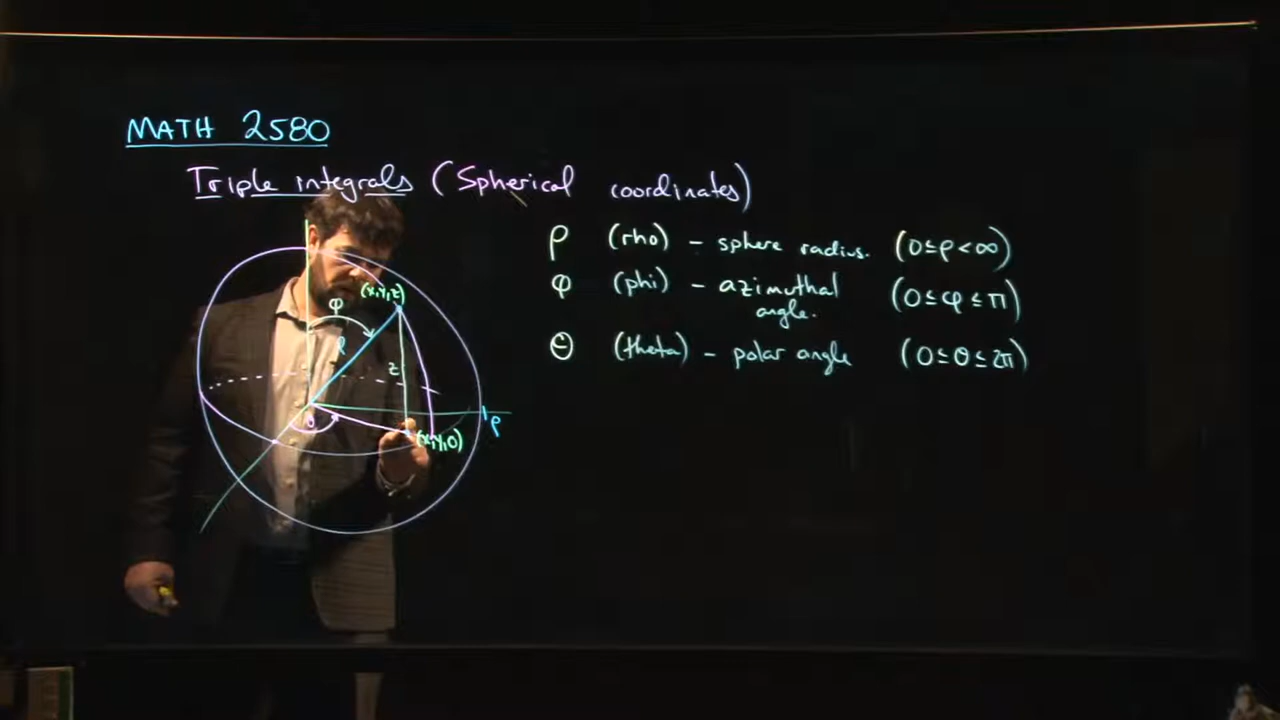 MATH 2580
Triple integrals (Spherical coordinates)
ρ (rho) - sphere radius. (0≤ρ<∞)
φ (phi) - azimuthal angle. (0≤φ≤π)
θ (theta) - polar angle (0≤θ≤2π)
(x,y,z)
φ
ρ
z
θ
(x,y,0)
ρ